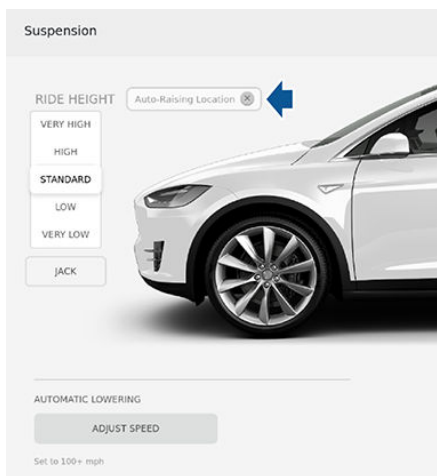 Suspension
RIDE HEIGHT
Auto-Raising Location
VERY HIGH
HIGH
STANDARD
LOW
VERY LOW
JACK
AUTOMATIC LOWERING
ADJUST SPEED
Set to 100+ mph